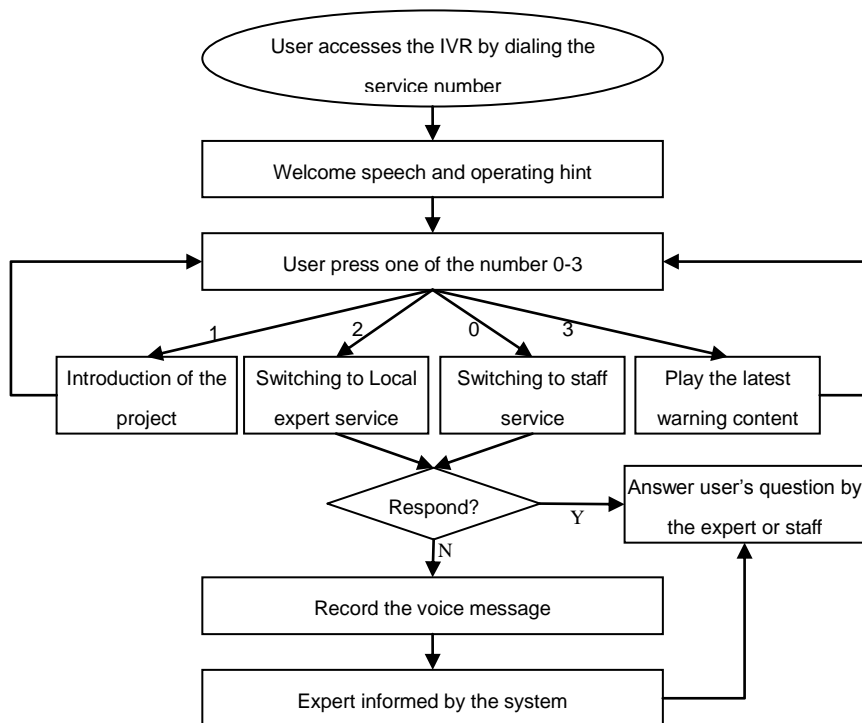 User accesses the IVR by dialing the
service number
Welcome speech and operating hint
User press one of the number 0-3
1
2
0
3
Introduction of the
project
Switching to Local
expert service
Switching to staff
service
Play the latest
warning content
Respond?
Y
Answer user’s question by
the expert or staff
N
Record the voice message
Expert informed by the system